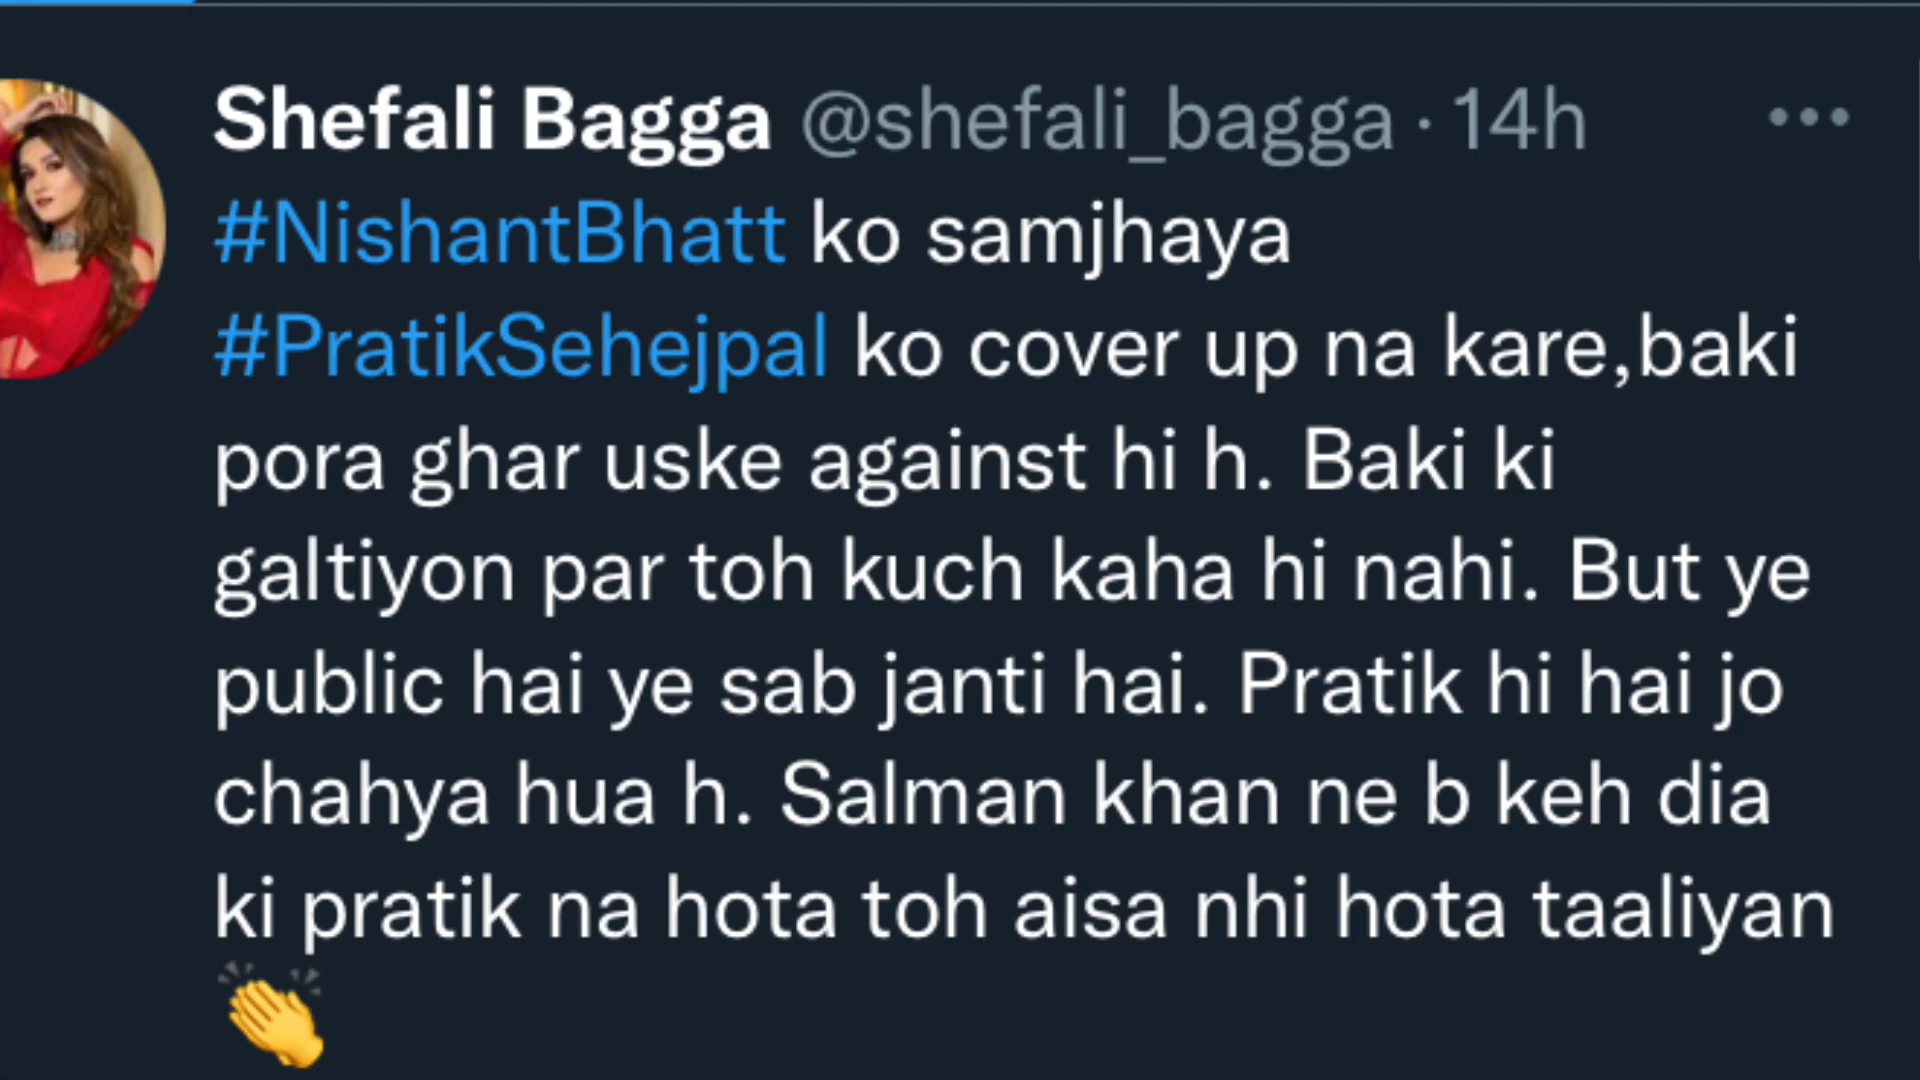 Shefali Bagga @shefali_bagga · 14h
#NishantBhatt ko samjhaya
#PratikSehejpal ko cover up na kare,baki
pora ghar uske against hi h. Baki ki
galtiyon par toh kuch kaha hi nahi. But ye
public hai ye sab janti hai. Pratik hi hai jo
chahya hua h. Salman khan ne b keh dia
ki pratik na hota toh aisa nhi hota taaliyan
👏